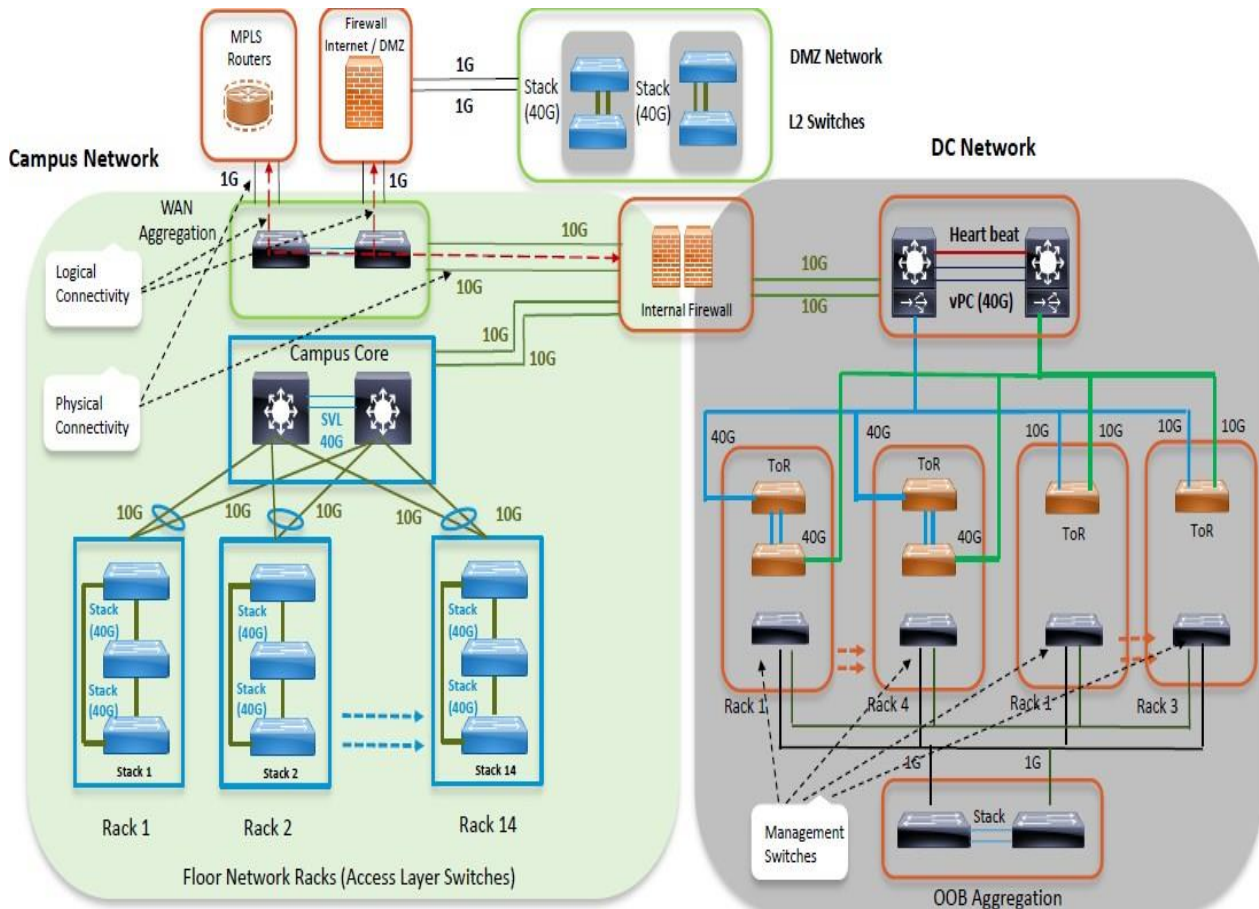 MPLS
Routers
Firewall
Internet / DMZ
1G
1G
Stack
(40G)
Stack
(40G)
DMZ Network
L2 Switches
Campus Network
DC Network
1G
1G
WAN
Aggregation
10G
10G
Logical
Connectivity
Physical
Connectivity
Internal Firewall
10G
10G
Heart beat
vPC (40G)
10G
10G
Campus Core
SVL
40G
10G
10G
10G
10G
10G
Stack
(40G)
Stack
(40G)
Stack 1
Stack
(40G)
Stack
(40G)
Stack 2
Stack
(40G)
Stack
(40G)
Stack 14
Rack 1
Rack 2
Rack 14
Floor Network Racks (Access Layer Switches)
40G
40G
10G
10G
10G
10G
ToR
ToR
ToR
ToR
40G
40G
Rack 1
Rack 4
Rack 1
Rack 3
1G
1G
Management
Switches
Stack
OOB Aggregation